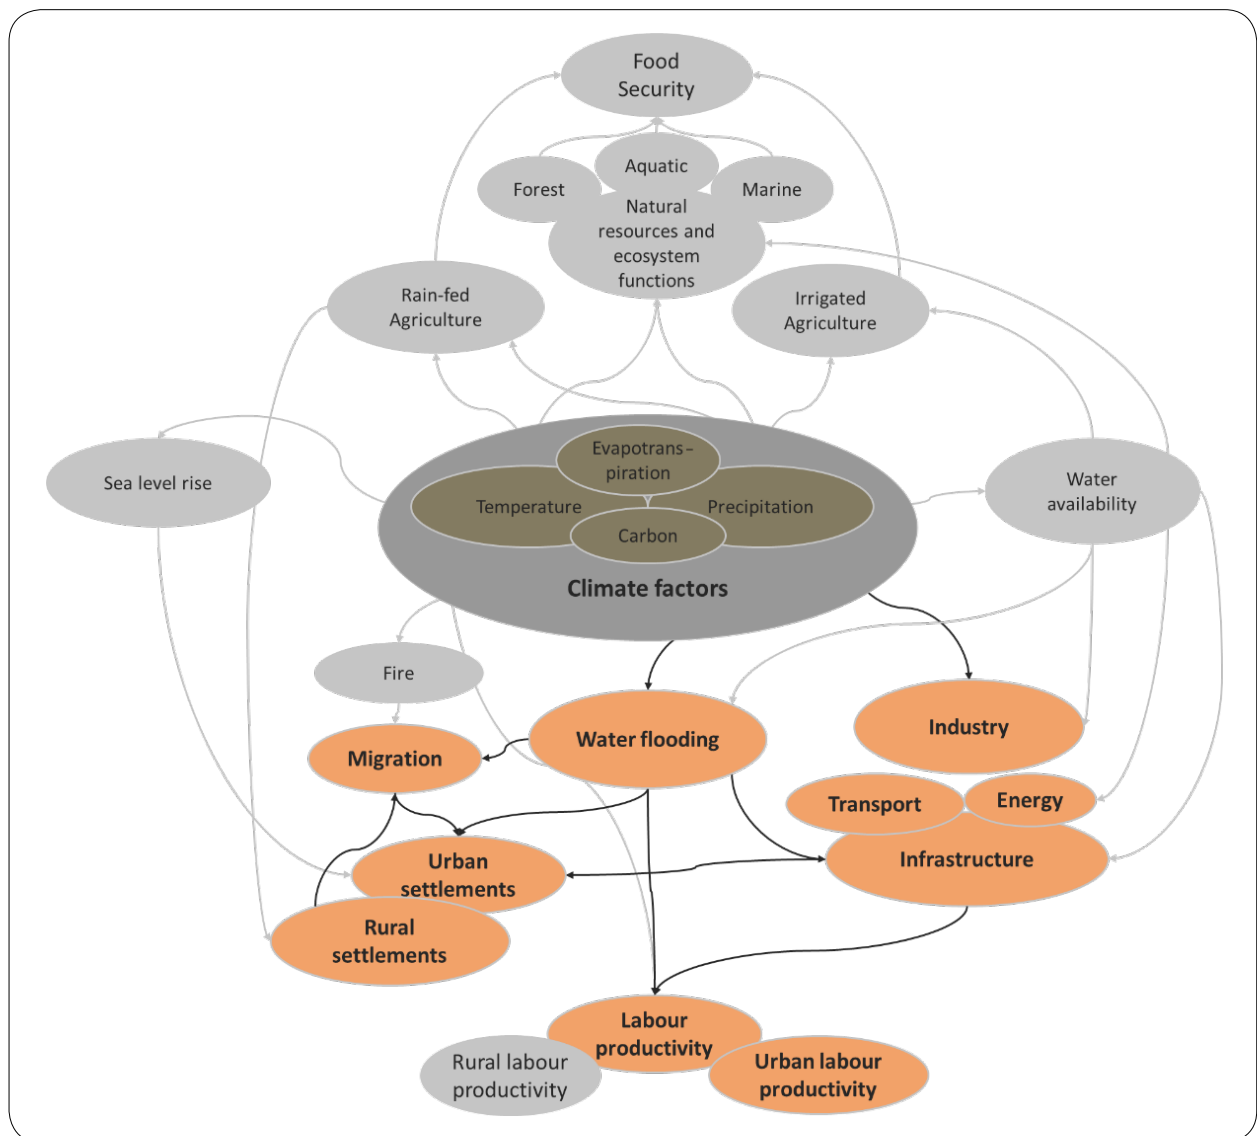 Food
Security
Aquatic
Forest
Marine
Natural
resources and
ecosystem
functions
Rain-fed
Agriculture
Irrigated
Agriculture
Evapotrans-
piration
Sea level rise
Temperature
Precipitation
Water
availability
Carbon
Climate factors
Fire
Migration
Water flooding
Industry
Transport
Energy
Urban
settlements
Infrastructure
Rural
settlements
Labour
productivity
Rural labour
productivity
Urban labour
productivity